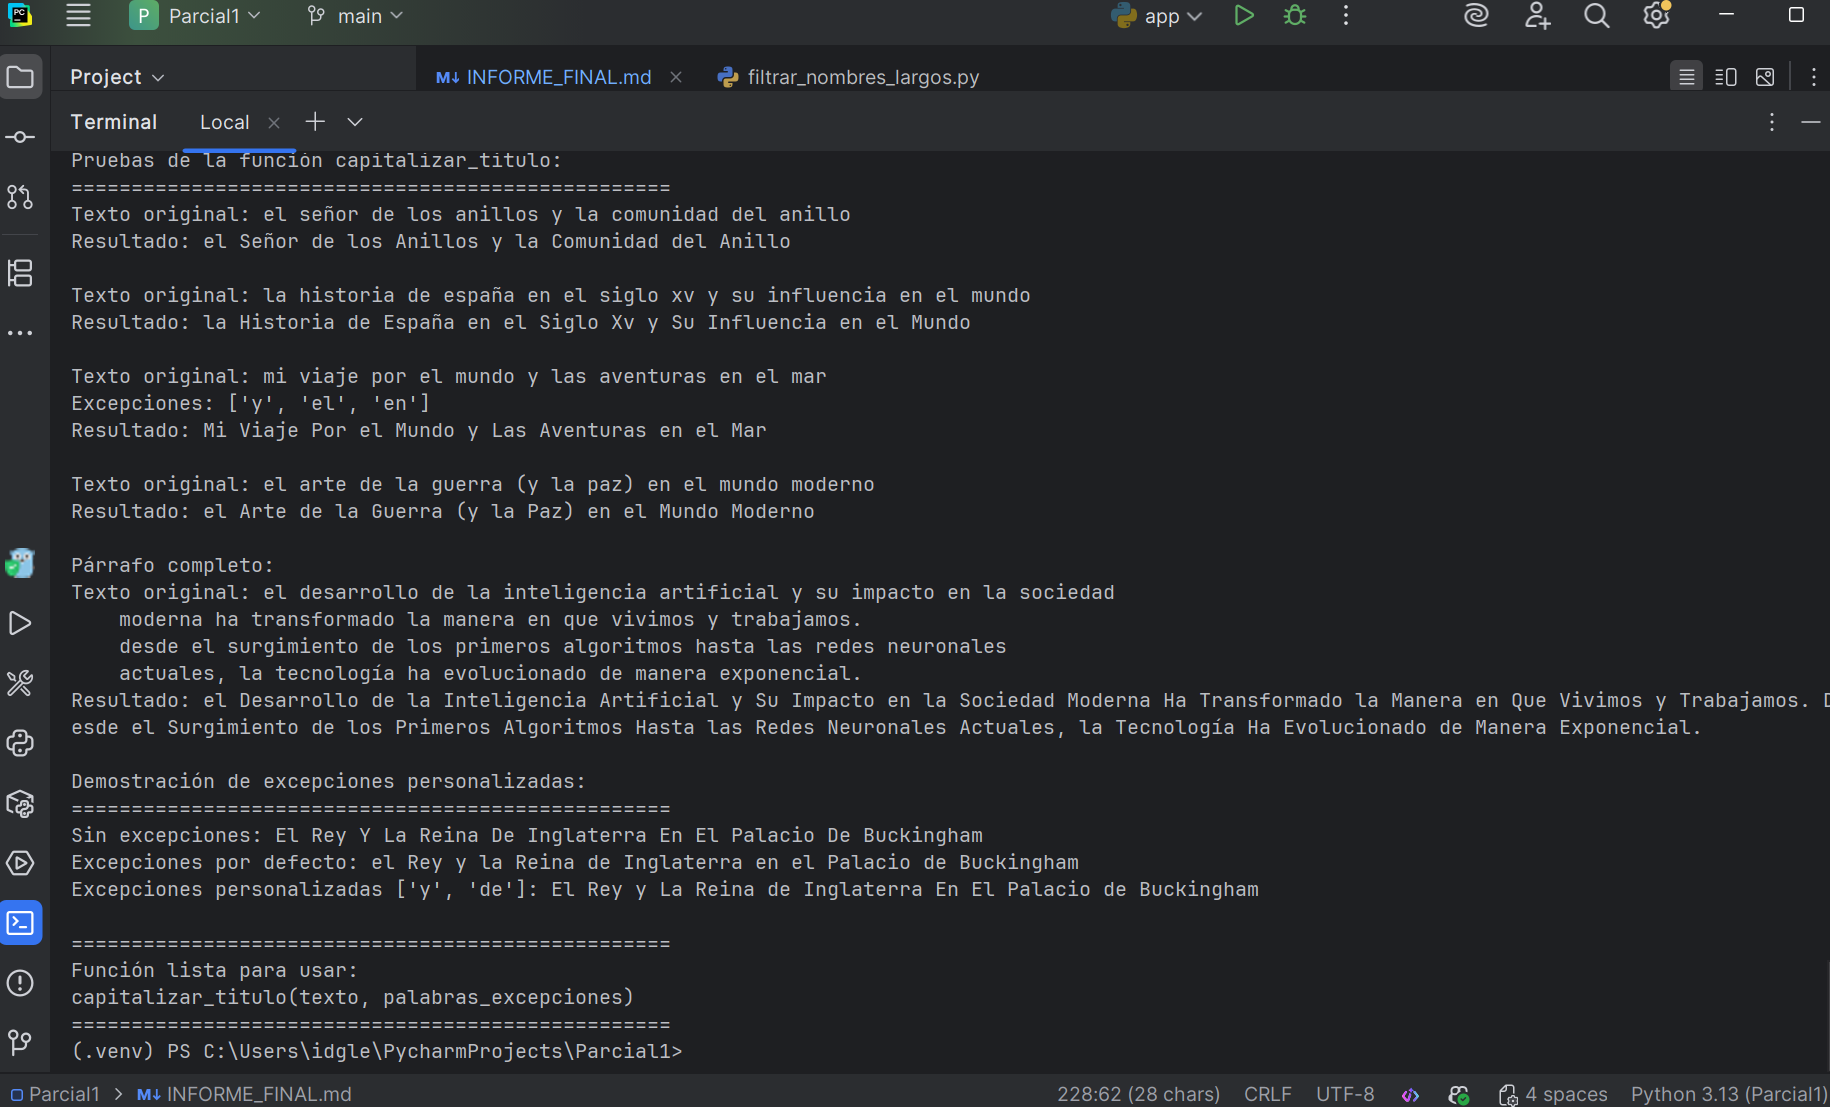 PC
P Parcial1 main app
Project M↓ INFORME_FINAL.md filtrar_nombres_largos.py
Terminal Local
Pruebas de la función capitalizar_titulo:
==================================================
Texto original: el señor de los anillos y la comunidad del anillo
Resultado: el Señor de los Anillos y la Comunidad del Anillo
Texto original: la historia de españa en el siglo xv y su influencia en el mundo
Resultado: la Historia de España en el Siglo Xv y Su Influencia en el Mundo
Texto original: mi viaje por el mundo y las aventuras en el mar
Excepciones: ['y', 'el', 'en']
Resultado: Mi Viaje Por el Mundo y Las Aventuras en el Mar
Texto original: el arte de la guerra (y la paz) en el mundo moderno
Resultado: el Arte de la Guerra (y la Paz) en el Mundo Moderno
Párrafo completo:
Texto original: el desarrollo de la inteligencia artificial y su impacto en la sociedad
moderna ha transformado la manera en que vivimos y trabajamos.
desde el surgimiento de los primeros algoritmos hasta las redes neuronales
actuales, la tecnología ha evolucionado de manera exponencial.
Resultado: el Desarrollo de la Inteligencia Artificial y Su Impacto en la Sociedad Moderna Ha Transformado la Manera en Que Vivimos y Trabajamos. D
esde el Surgimiento de los Primeros Algoritmos Hasta las Redes Neuronales Actuales, la Tecnología Ha Evolucionado de Manera Exponencial.
Demostración de excepciones personalizadas:
==================================================
Sin excepciones: El Rey Y La Reina De Inglaterra En El Palacio De Buckingham
Excepciones por defecto: el Rey y la Reina de Inglaterra en el Palacio de Buckingham
Excepciones personalizadas ['y', 'de']: El Rey y La Reina de Inglaterra En El Palacio de Buckingham
==================================================
Función lista para usar:
capitalizar_titulo(texto, palabras_excepciones)
==================================================
(.venv) PS C:\Users\idgle\PycharmProjects\Parcial1>
Parcial1 > M↓ INFORME_FINAL.md 228:62 (28 chars) CRLF UTF-8 4 spaces Python 3.13 (Parcial1)